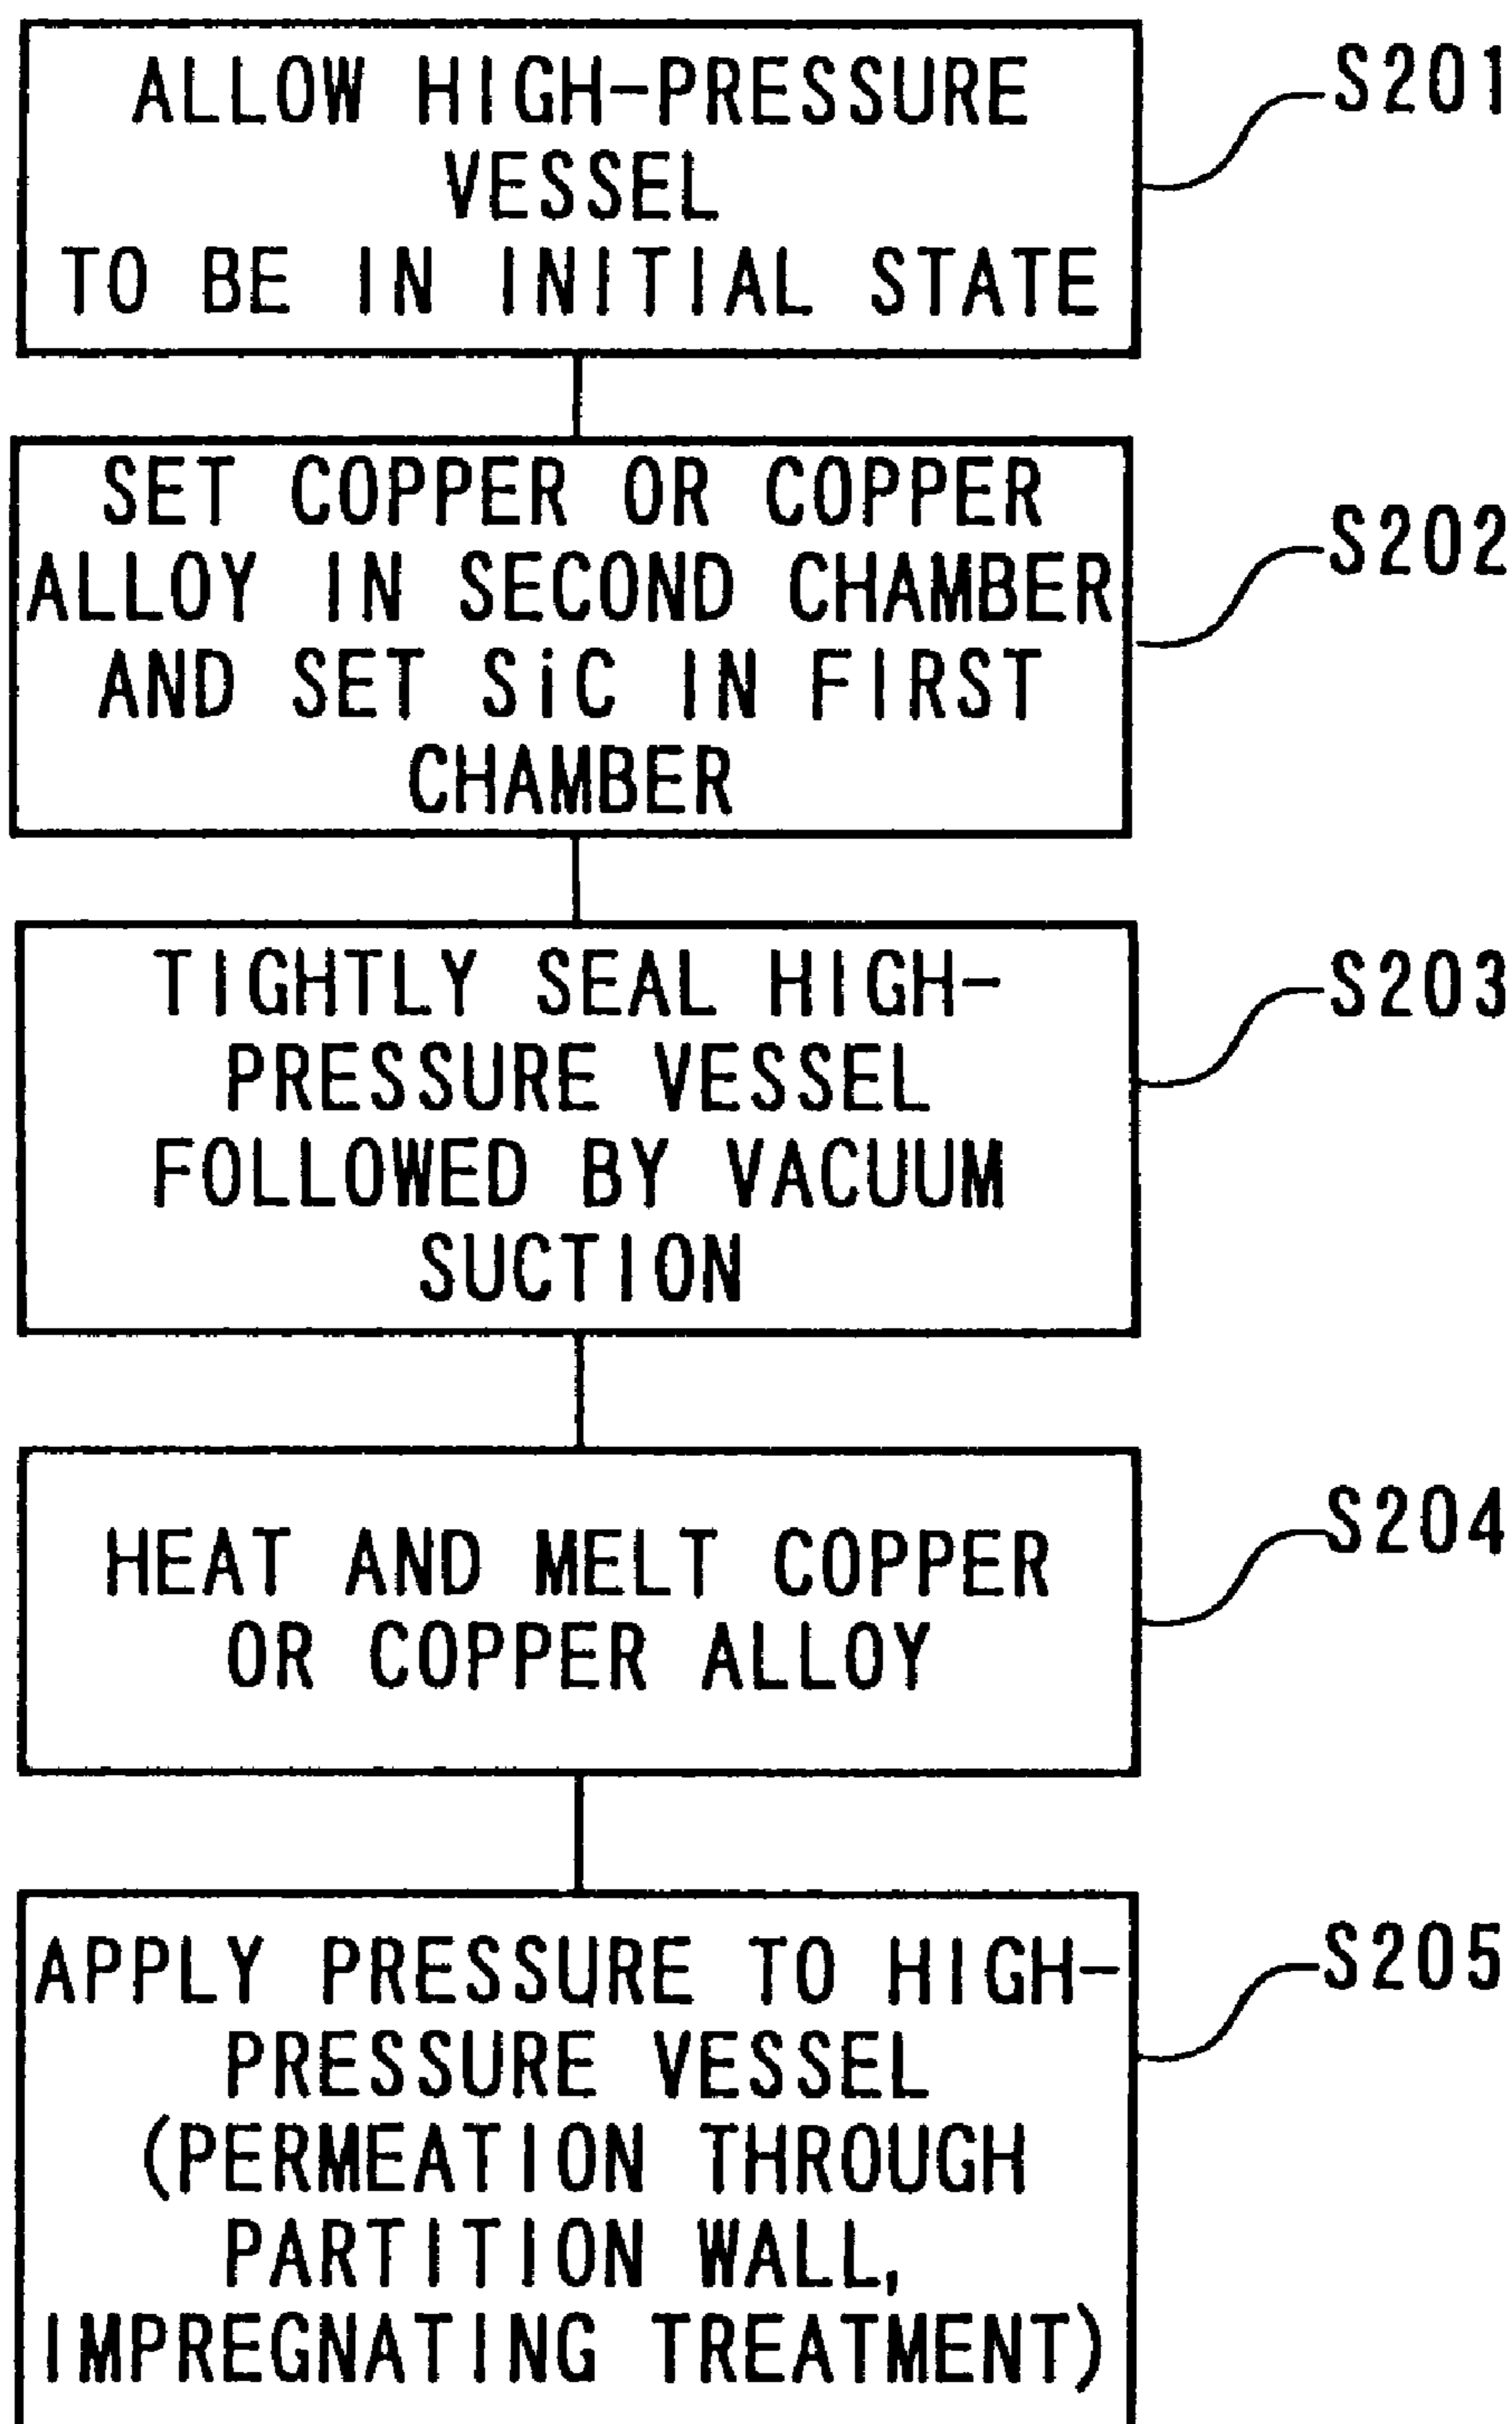 ALLOW HIGH-PRESSURE
VESSEL
TO BE IN INITIAL STATE
S201
SET COPPER OR COPPER
ALLOY IN SECOND CHAMBER
AND SET SiC IN FIRST
CHAMBER
S202
TIGHTLY SEAL HIGH-
PRESSURE VESSEL
FOLLOWED BY VACUUM
SUCTION
S203
HEAT AND MELT COPPER
OR COPPER ALLOY
S204
APPLY PRESSURE TO HIGH-
PRESSURE VESSEL
(PERMEATION THROUGH
PARTITION WALL,
IMPREGNATING TREATMENT)
S205